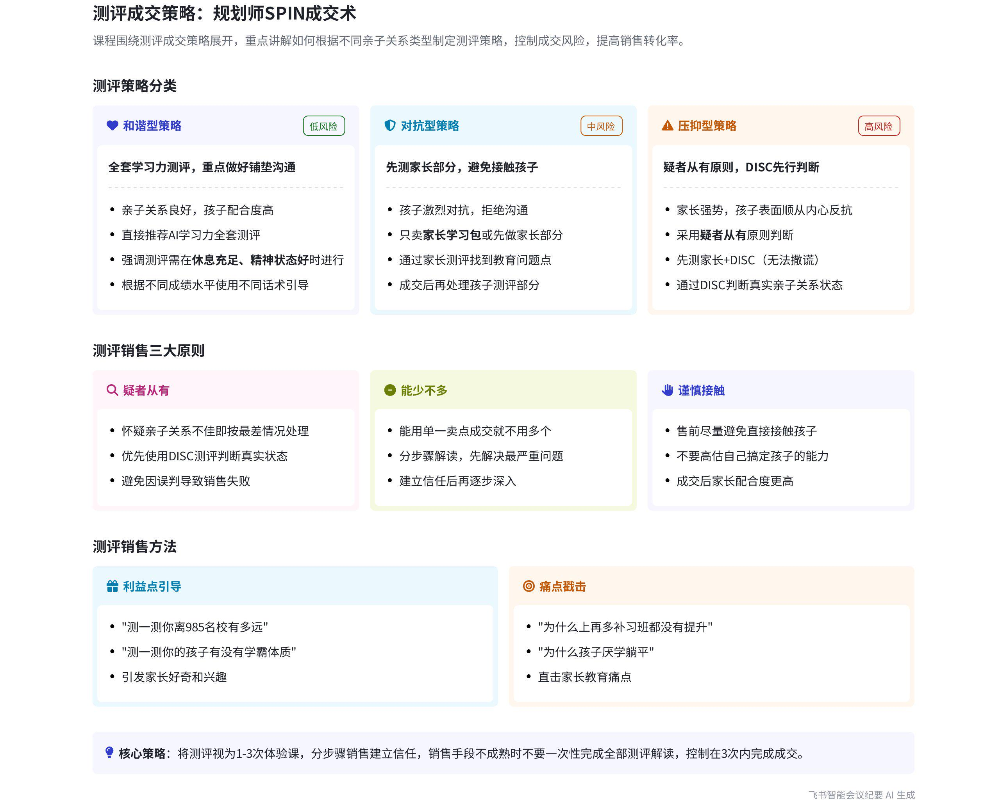 测评成交策略：规划师SPIN成交术
课程围绕测评成交策略展开，重点讲解如何根据不同亲子关系类型制定测评策略，控制成交风险，提高销售转化率。
测评策略分类
和谐型策略
低风险
全套学习力测评，重点做好铺垫沟通
• 亲子关系良好，孩子配合度高
• 直接推荐AI学习力全套测评
• 强调测评需在休息充足、精神状态好时进行
• 根据不同成绩水平使用不同话术引导
对抗型策略
中风险
先测家长部分，避免接触孩子
• 孩子激烈对抗，拒绝沟通
• 只卖家长学习包或先做家长部分
• 通过家长测评找到教育问题点
• 成交后再处理孩子测评部分
压抑型策略
高风险
疑者从有原则，DISC先行判断
• 家长强势，孩子表面顺从内心反抗
• 采用疑者从有原则判断
• 先测家长+DISC（无法撒谎）
• 通过DISC判断真实亲子关系状态
测评销售三大原则
疑者从有
• 怀疑亲子关系不佳即按最差情况处理
• 优先使用DISC测评判断真实状态
• 避免因误判导致销售失败
能少不多
• 能用单一卖点成交就不用多个
• 分步骤解读，先解决最严重问题
• 建立信任后再逐步深入
谨慎接触
• 售前尽量避免直接接触孩子
• 不要高估自己搞定孩子的能力
• 成交后家长配合度更高
测评销售方法
利益点引导
• "测一测你离985名校有多远"
• "测一测你的孩子有没有学霸体质"
• 引发家长好奇和兴趣
痛点戳击
• "为什么上再多补习班都没有提升"
• "为什么孩子厌学躺平"
• 直击家长教育痛点
核心策略：将测评视为1-3次体验课，分步骤销售建立信任，销售手段不成熟时不要一次性完成全部测评解读，控制在3次内完成成交。
飞书智能会议纪要 AI 生成